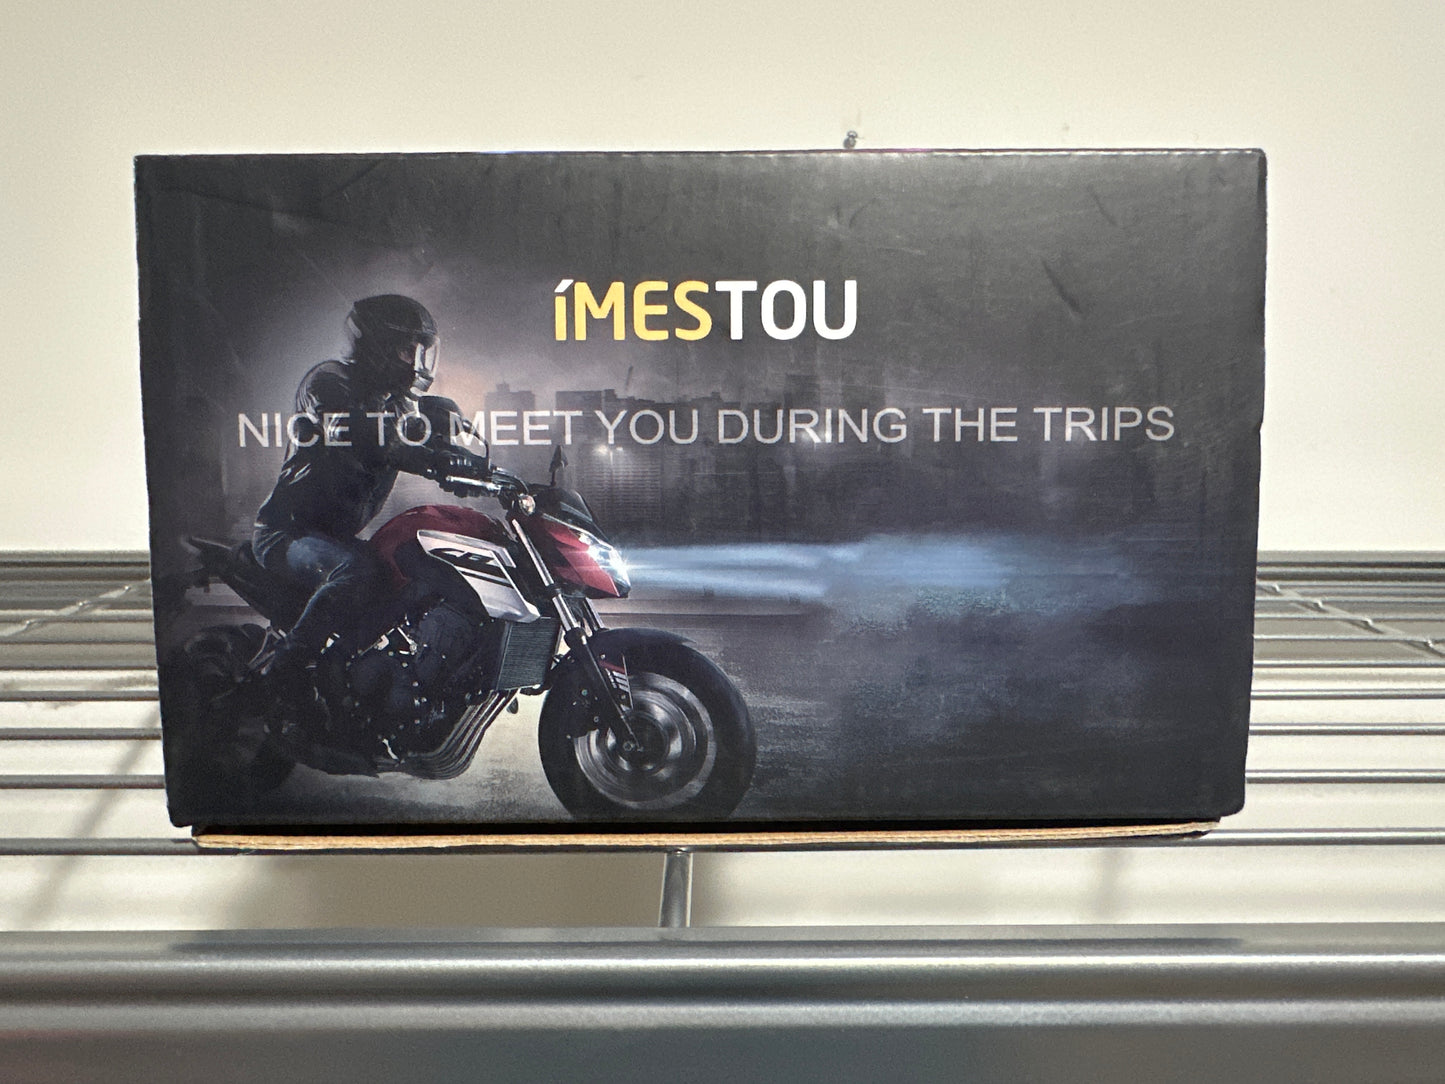 íMESTOU
NICE TO MEET YOU DURING THE TRIPS